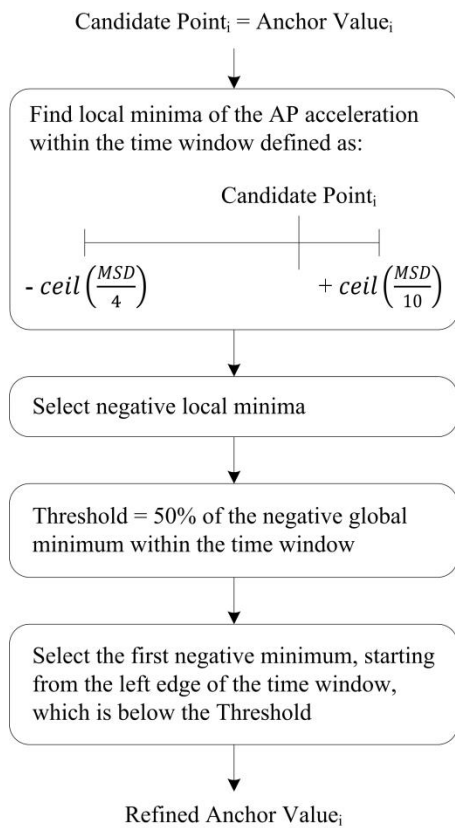 Candidate Pointᵢ = Anchor Valueᵢ
Find local minima of the AP acceleration
within the time window defined as:
Candidate Pointᵢ
- ceil(MSD/4) + ceil(MSD/10)
Select negative local minima
Threshold = 50% of the negative global
minimum within the time window
Select the first negative minimum, starting
from the left edge of the time window,
which is below the Threshold
Refined Anchor Valueᵢ